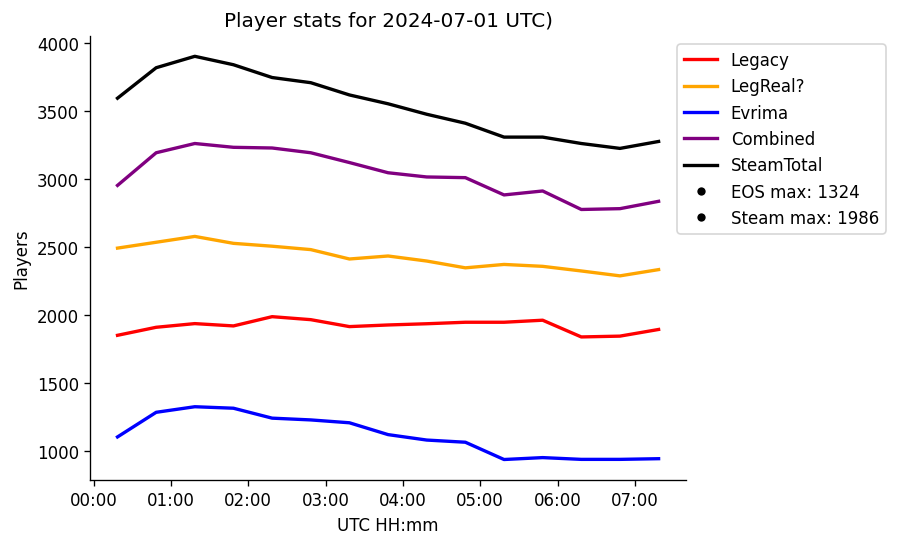 Player stats for 2024-07-01 UTC)
4000
3500
3000
2500
2000
1500
1000
Players
00:00 01:00 02:00 03:00 04:00 05:00 06:00 07:00
UTC HH:mm
Legacy
LegReal?
Evrima
Combined
SteamTotal
EOS max: 1324
Steam max: 1986